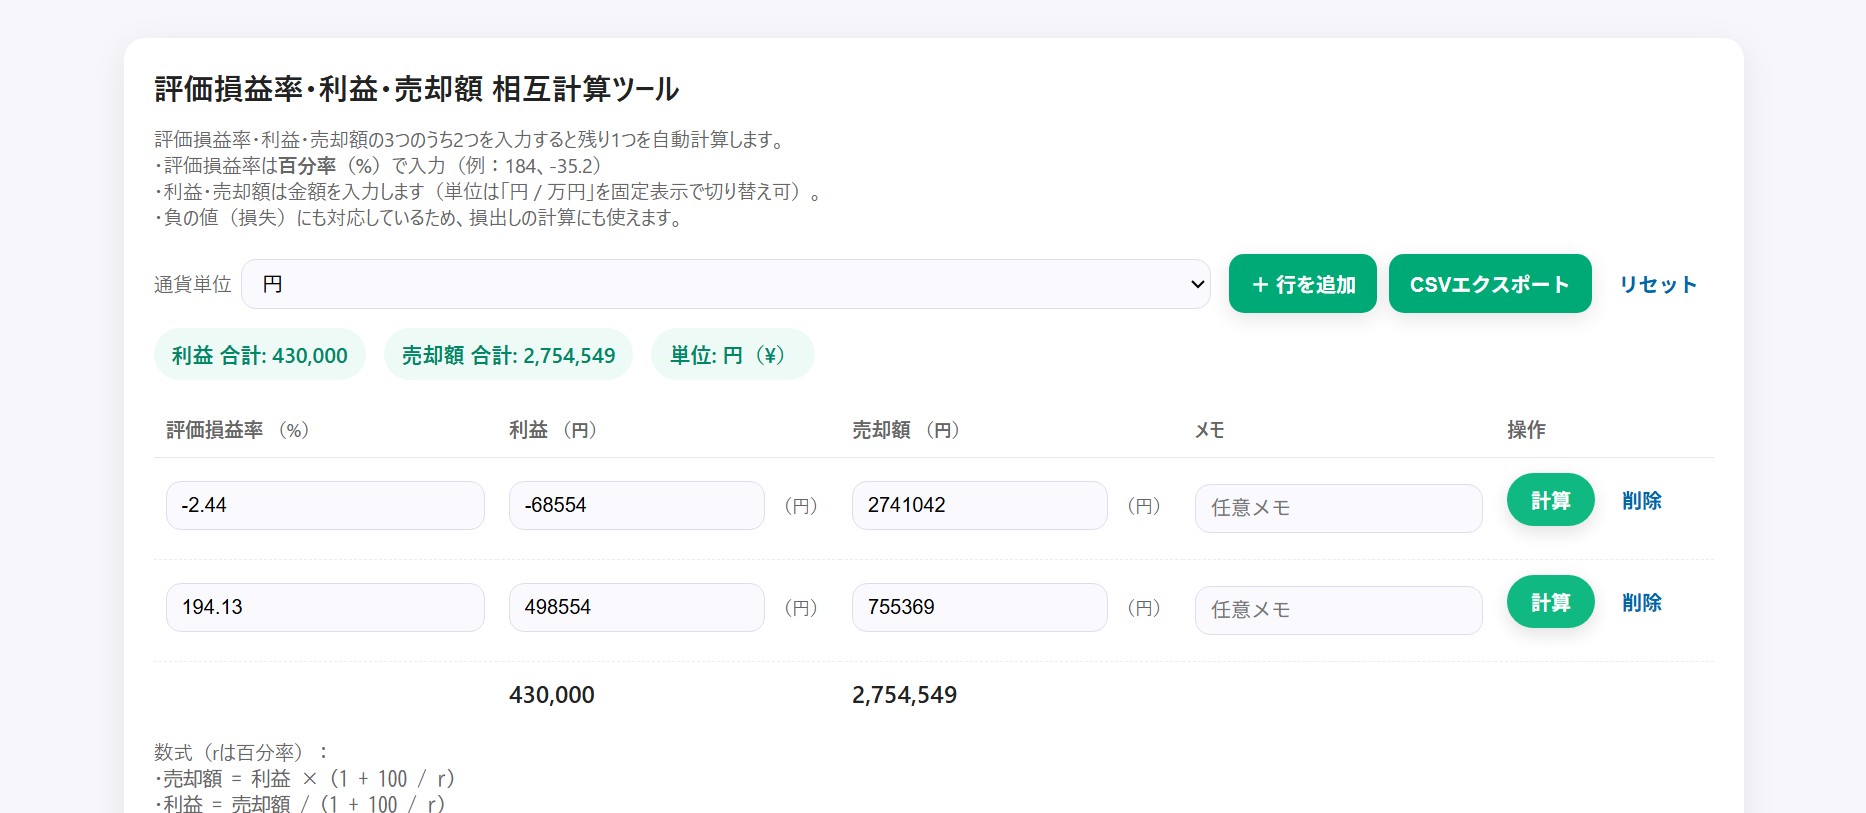 評価損益率・利益・売却額 相互計算ツール
評価損益率・利益・売却額の3つのうち2つを入力すると残り1つを自動計算します。
・評価損益率は百分率（%）で入力（例：184、-35.2）
・利益・売却額は金額を入力します（単位は「円 / 万円」を固定表示で切り替え可）。
・負の値（損失）にも対応しているため、損出しの計算にも使えます。
通貨単位 円 ＋ 行を追加 CSVエクスポート リセット
利益 合計: 430,000 売却額 合計: 2,754,549 単位: 円（¥）
評価損益率 （%） 利益 （円） 売却額 （円） メモ 操作
-2.44 -68554 （円） 2741042 （円） 任意メモ 計算 削除
194.13 498554 （円） 755369 （円） 任意メモ 計算 削除
430,000 2,754,549
数式（rは百分率）：
・売却額 = 利益 × (1 + 100 / r)
・利益 = 売却額 / (1 + 100 / r)